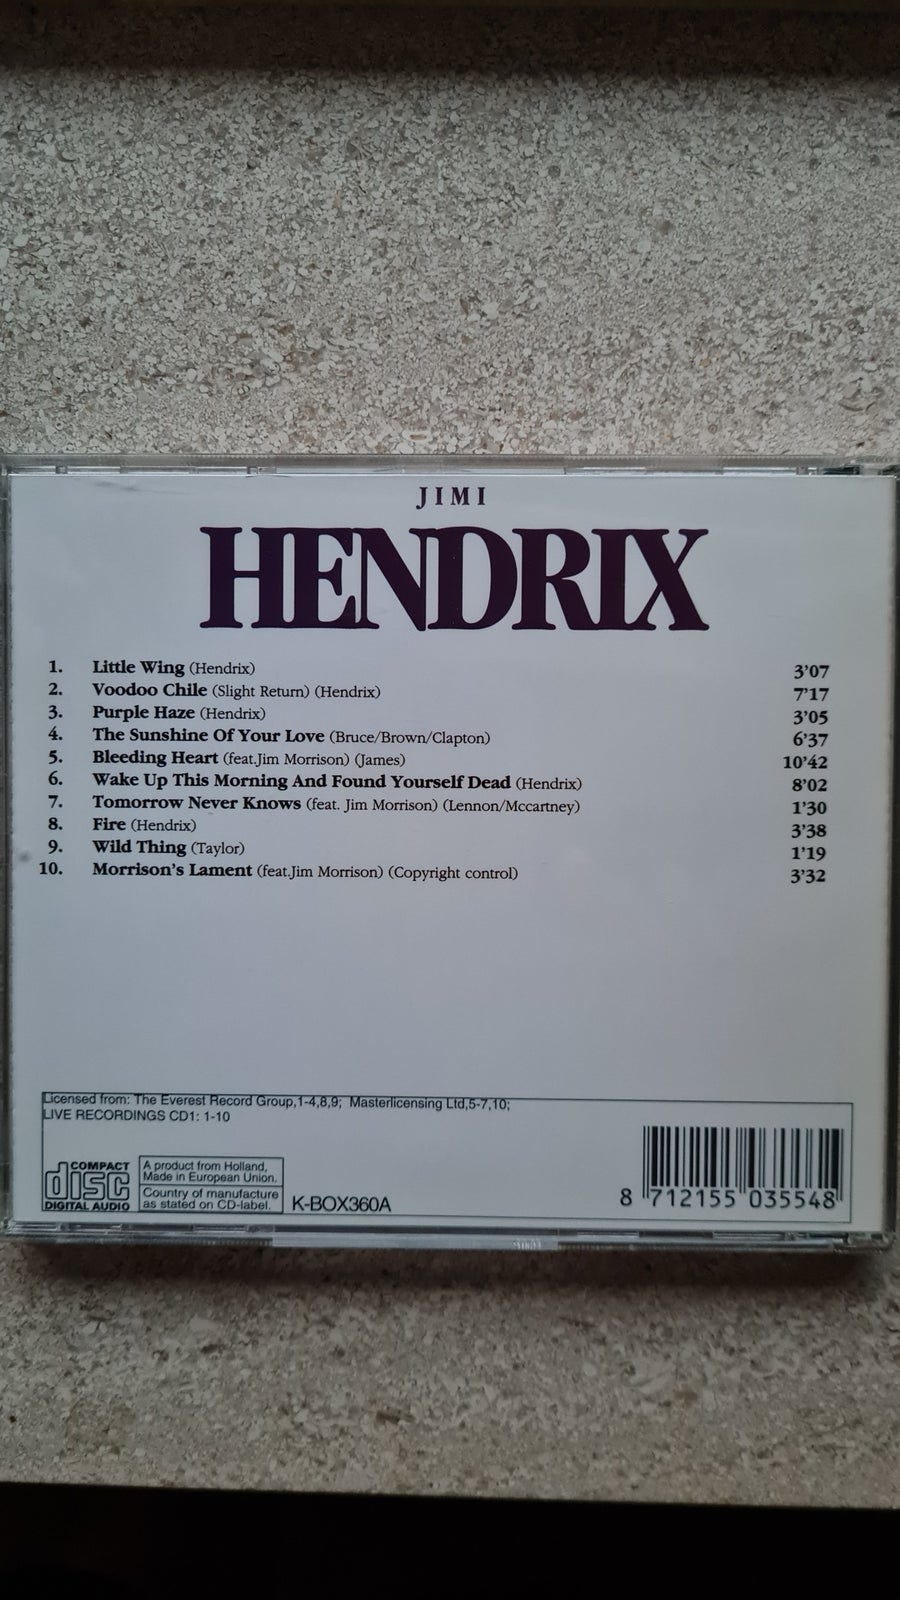 JIMI
HENDRIX
1. Little Wing (Hendrix) 3'07
2. Voodoo Chile (Slight Return) (Hendrix) 7'17
3. Purple Haze (Hendrix) 3'05
4. The Sunshine Of Your Love (Bruce/Brown/Clapton) 6'37
5. Bleeding Heart (feat.Jim Morrison) (James) 10'42
6. Wake Up This Morning And Found Yourself Dead (Hendrix) 8'02
7. Tomorrow Never Knows (feat. Jim Morrison) (Lennon/Mccartney) 1'30
8. Fire (Hendrix) 3'38
9. Wild Thing (Taylor) 1'19
10. Morrison's Lament (feat.Jim Morrison) (Copyright control) 3'32
Licensed from: The Everest Record Group,1-4,8,9; Masterlicensing Ltd,5-7,10;
LIVE RECORDINGS CD1: 1-10
COMPACT
disc
DIGITAL AUDIO
A product from Holland,
Made in European Union.
Country of manufacture
as stated on CD-label.
K-BOX360A
8 712155 035548